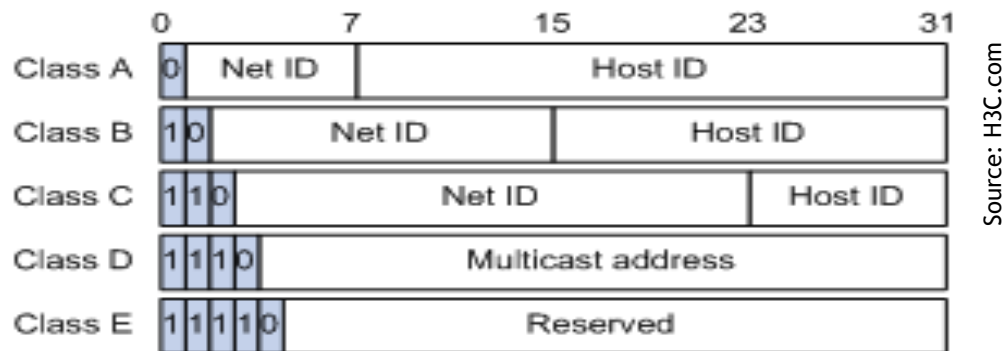 0 7 15 23 31
Class A 0 Net ID Host ID
Class B 1 0 Net ID Host ID
Class C 1 1 0 Net ID Host ID
Class D 1 1 1 0 Multicast address
Class E 1 1 1 1 0 Reserved
Source: H3C.com